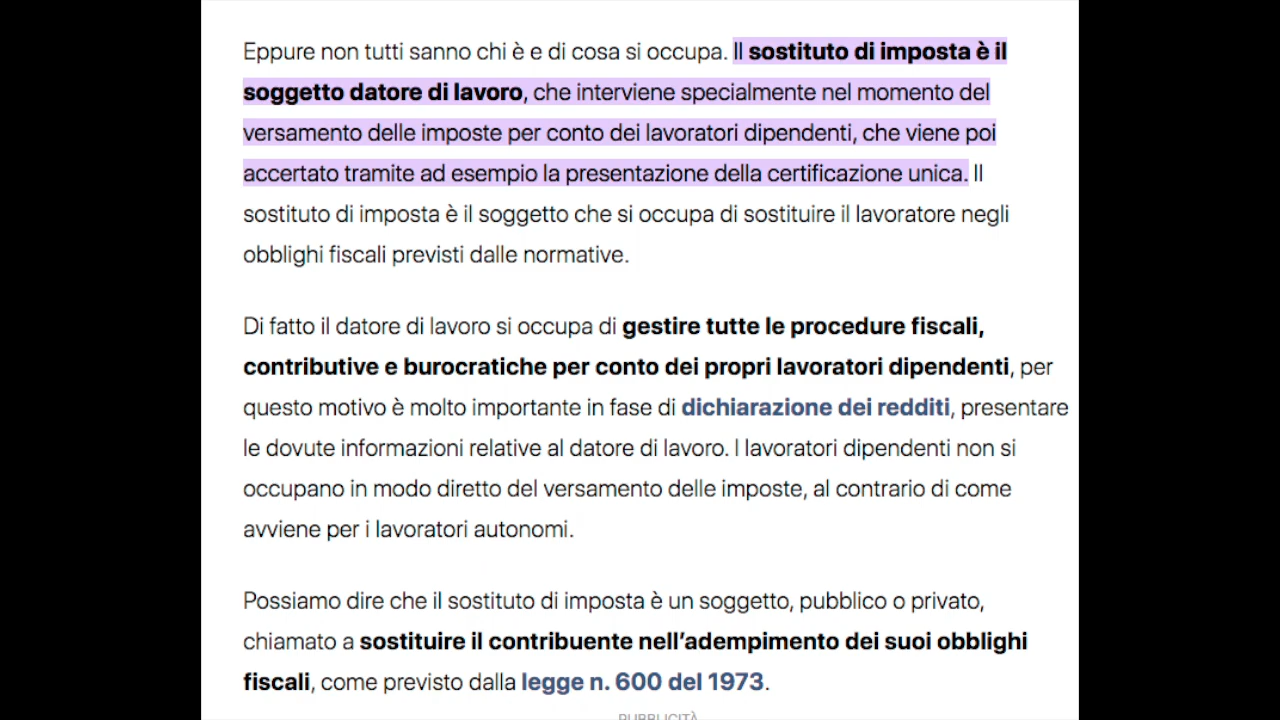 Eppure non tutti sanno chi è e di cosa si occupa. Il sostituto di imposta è il
soggetto datore di lavoro, che interviene specialmente nel momento del
versamento delle imposte per conto dei lavoratori dipendenti, che viene poi
accertato tramite ad esempio la presentazione della certificazione unica. Il
sostituto di imposta è il soggetto che si occupa di sostituire il lavoratore negli
obblighi fiscali previsti dalle normative.
Di fatto il datore di lavoro si occupa di gestire tutte le procedure fiscali,
contributive e burocratiche per conto dei propri lavoratori dipendenti, per
questo motivo è molto importante in fase di dichiarazione dei redditi, presentare
le dovute informazioni relative al datore di lavoro. I lavoratori dipendenti non si
occupano in modo diretto del versamento delle imposte, al contrario di come
avviene per i lavoratori autonomi.
Possiamo dire che il sostituto di imposta è un soggetto, pubblico o privato,
chiamato a sostituire il contribuente nell’adempimento dei suoi obblighi
fiscali, come previsto dalla legge n. 600 del 1973.
PUBBLICITÀ